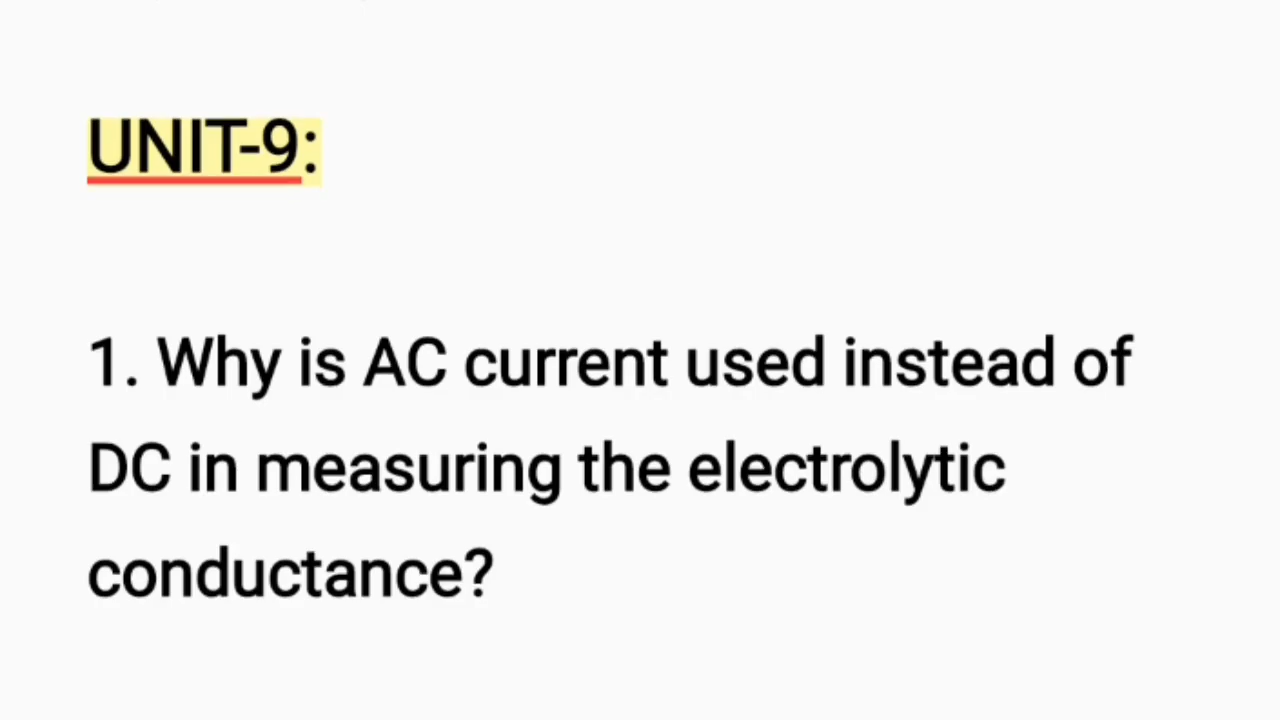 UNIT-9:
1. Why is AC current used instead of
DC in measuring the electrolytic
conductance?